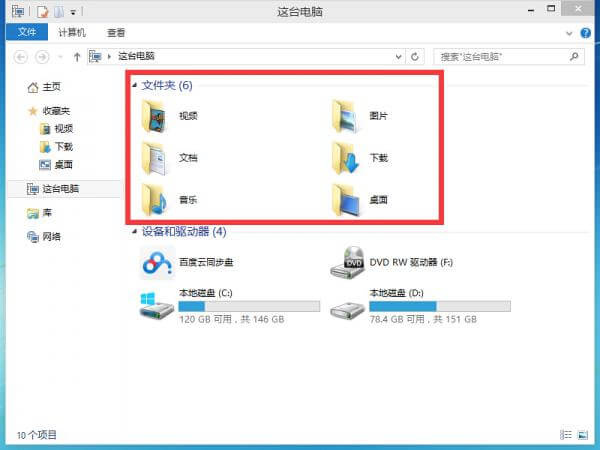 这台电脑
文件
计算机
查看
这台电脑
搜索"这台电脑"
主页
收藏夹
视频
下载
桌面
这台电脑
库
网络
文件夹 (6)
视频
图片
文档
下载
音乐
桌面
设备和驱动器 (4)
百度云同步盘
DVD RW 驱动器 (F:)
DVD
本地磁盘 (C:)
120 GB 可用，共 146 GB
本地磁盘 (D:)
78.4 GB 可用，共 151 GB
10 个项目